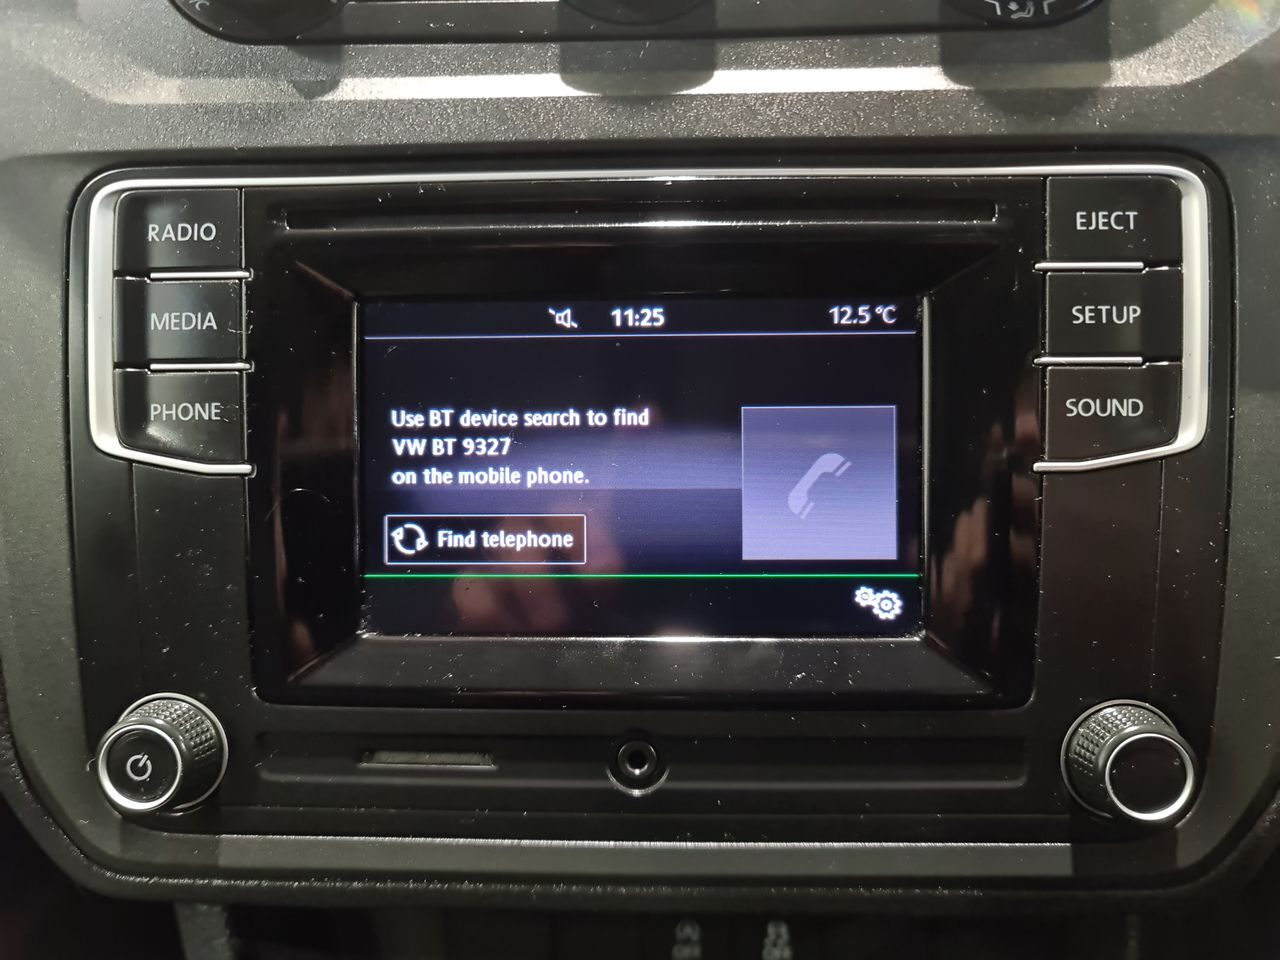 RADIO
MEDIA
PHONE
EJECT
SETUP
SOUND
11:25
12.5°C
Use BT device search to find
VW BT 9327
on the mobile phone.
Find telephone
OFF